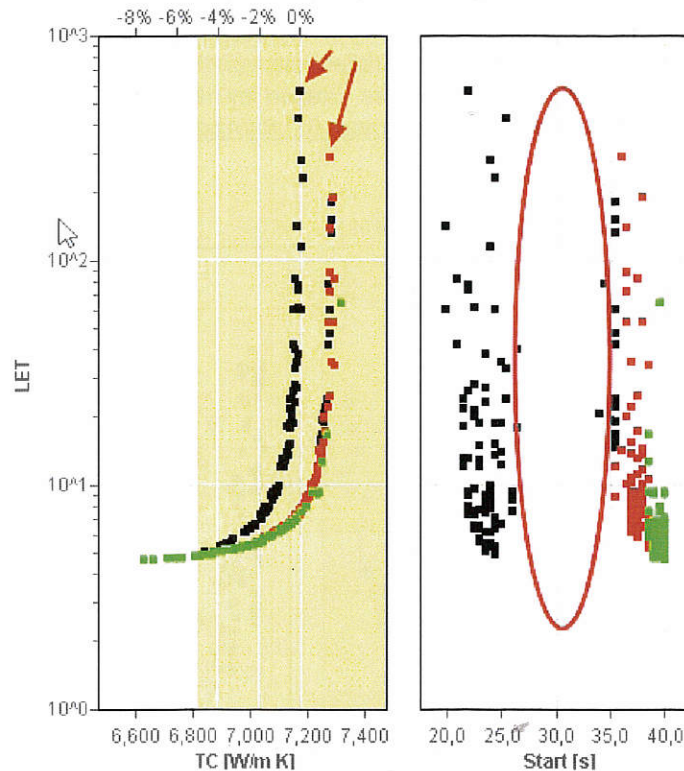 -8% -6% -4% -2% 0%
10^3
10^2
LET
10^1
10^0
6,600 6,800 7,000 7,200 7,400
TC [W/m K]
20,0 25,0 30,0 35,0 40,0
Start [s]